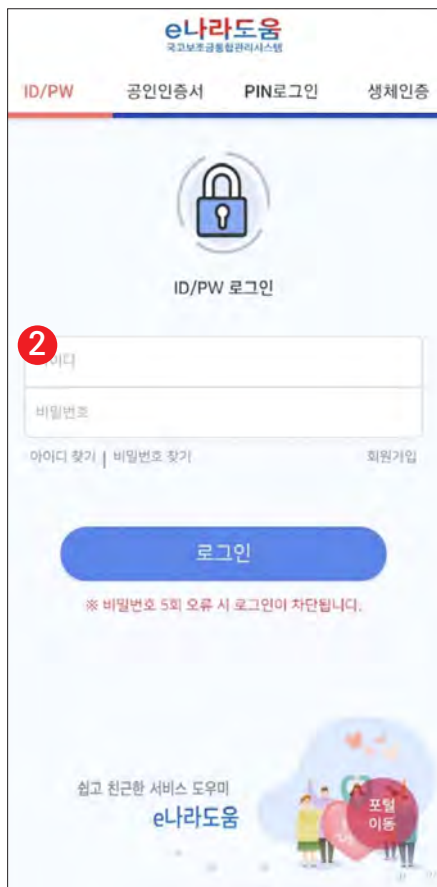 e나라도움
국고보조금통합관리시스템
ID/PW 공인인증서 PIN로그인 생체인증
ID/PW 로그인
2
비밀번호
아이디 찾기 | 비밀번호 찾기 회원가입
로그인
※ 비밀번호 5회 오류 시 로그인이 차단됩니다.
쉽고 친근한 서비스 도우미
e나라도움
포털
이동